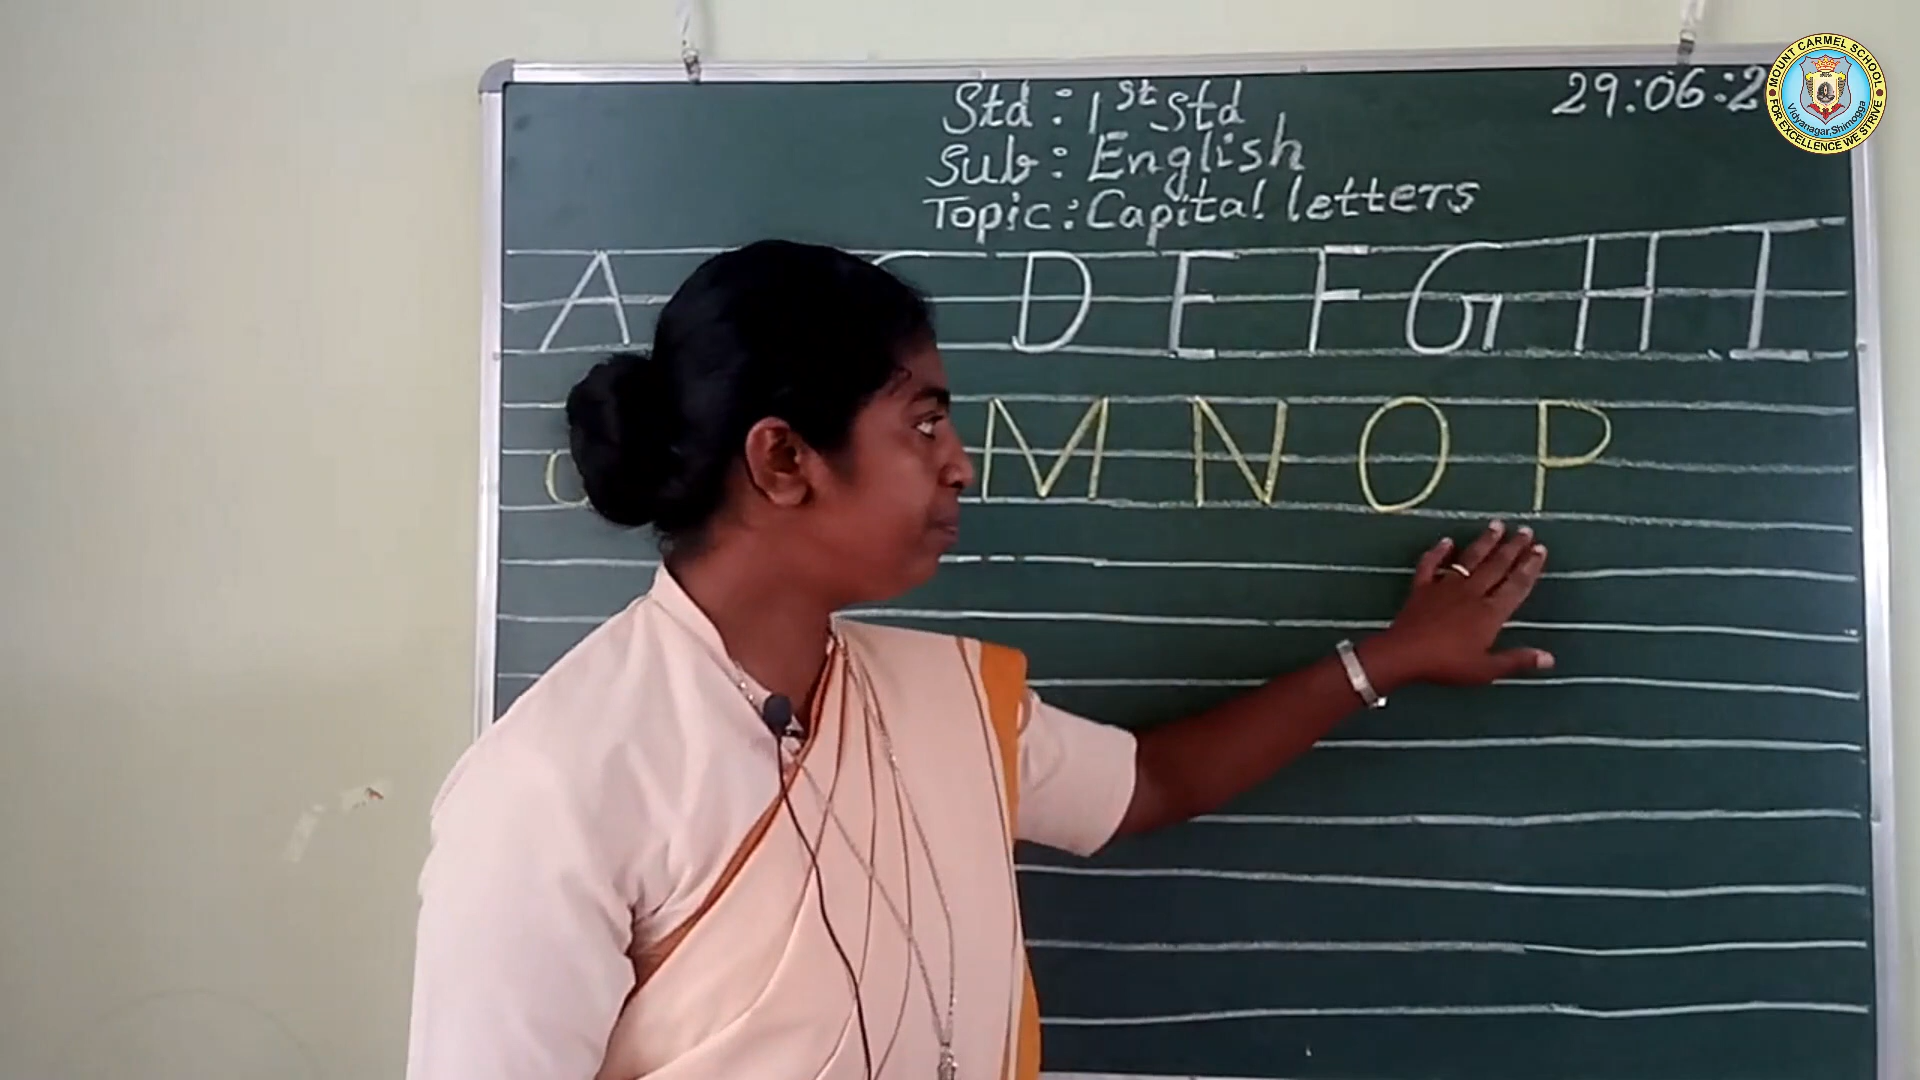 Std : 1st Std
29:06:2
Sub : English
Topic : Capital letters
A C D E F G H I
M N O P
MOUNT CARMEL SCHOOL
Vidyanagar, Shimogga
FOR EXCELLENCE WE STRIVE